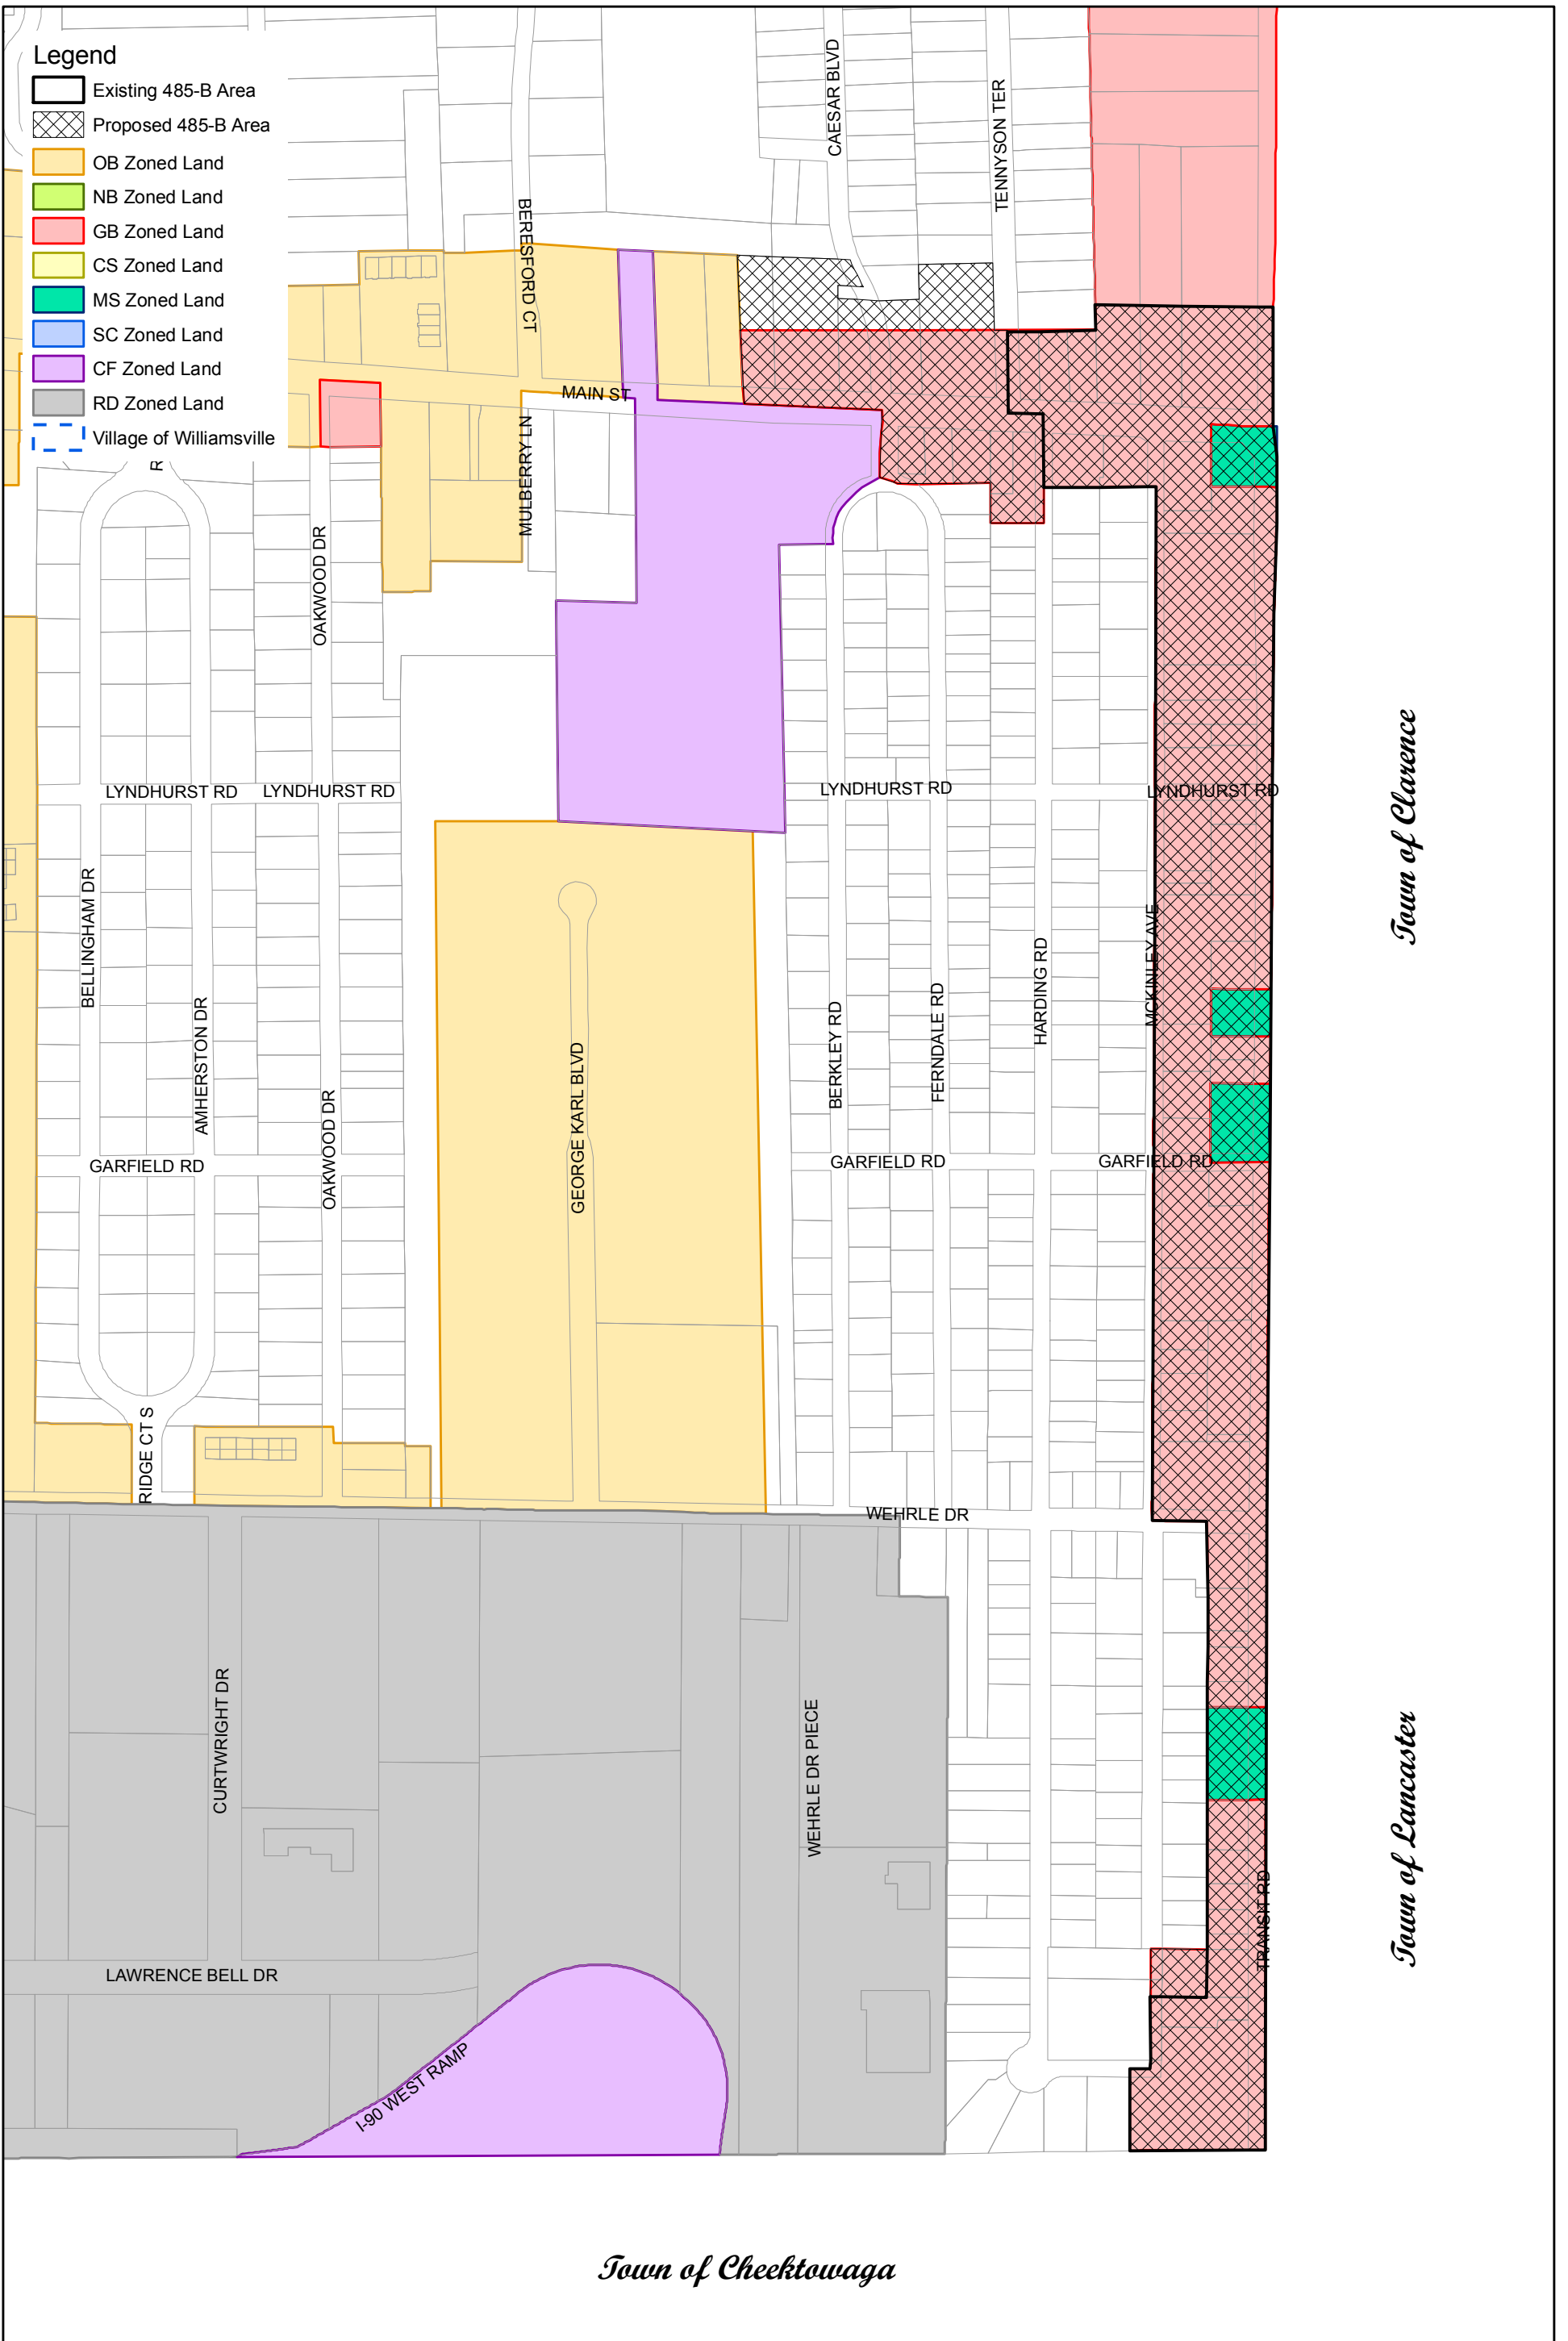 Legend
Existing 485-B Area
Proposed 485-B Area
OB Zoned Land
NB Zoned Land
GB Zoned Land
CS Zoned Land
MS Zoned Land
SC Zoned Land
CF Zoned Land
RD Zoned Land
Village of Williamsville
CAESAR BLVD
TENNYSON TER
BERESFORD CT
MAIN ST
MULBERRY LN
R
OAKWOOD DR
LYNDHURST RD
LYNDHURST RD
LYNDHURST RD
LYNDHURST RD
Town of Clarence
BELLINGHAM DR
AMHERSTON DR
OAKWOOD DR
GEORGE KARL BLVD
BERKLEY RD
FERNDALE RD
HARDING RD
MCKINLEY AVE
GARFIELD RD
GARFIELD RD
GARFIELD RD
RIDGE CT S
WEHRLE DR
CURTWRIGHT DR
WEHRLE DR PIECE
TRANSIT RD
Town of Lancaster
LAWRENCE BELL DR
I-90 WEST RAMP
Town of Cheektowaga